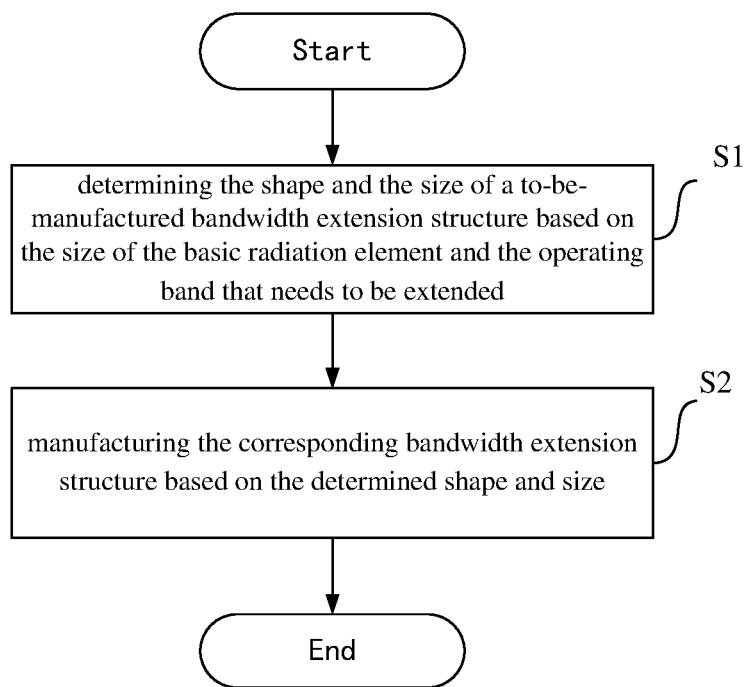 Start
S1
determining the shape and the size of a to-be-
manufactured bandwidth extension structure based on
the size of the basic radiation element and the operating
band that needs to be extended
S2
manufacturing the corresponding bandwidth extension
structure based on the determined shape and size
End